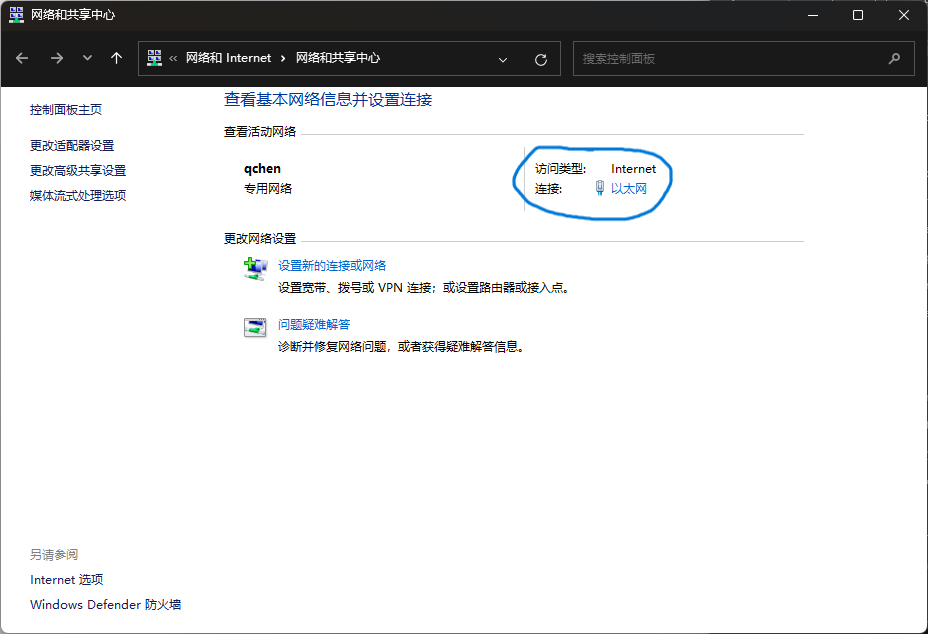 网络和共享中心
« 网络和 Internet › 网络和共享中心
搜索控制面板
控制面板主页
更改适配器设置
更改高级共享设置
媒体流式处理选项
查看基本网络信息并设置连接
查看活动网络
qchen
专用网络
访问类型: Internet
连接: 以太网
更改网络设置
设置新的连接或网络
设置宽带、拨号或 VPN 连接；或设置路由器或接入点。
问题疑难解答
诊断并修复网络问题，或者获得疑难解答信息。
另请参阅
Internet 选项
Windows Defender 防火墙